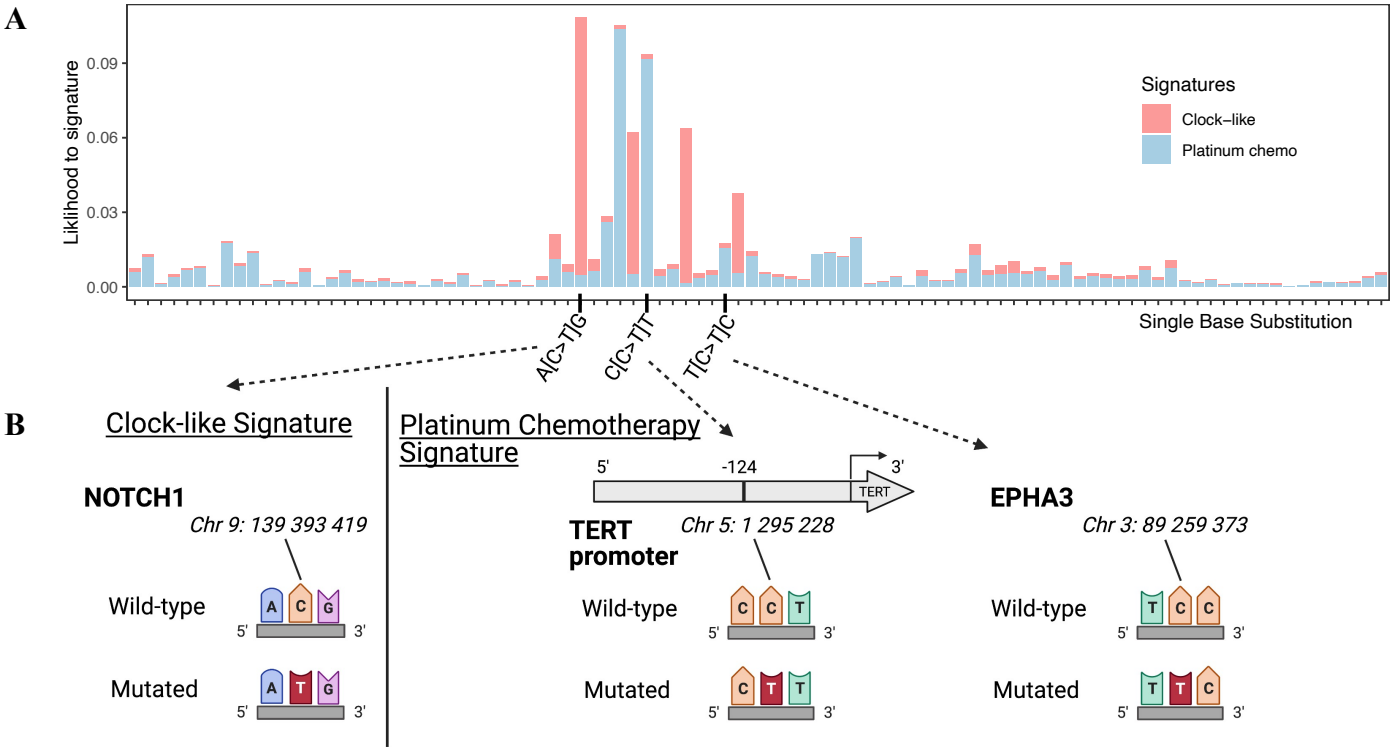 A
Liklihood to signature
0.09
0.06
0.03
0.00
Signatures
Clock-like
Platinum chemo
A[C>T]G
C[C>T]T
T[C>T]C
Single Base Substitution
B
Clock-like Signature
Platinum Chemotherapy
Signature
5' -124 3'
TERT
NOTCH1
Chr 9: 139 393 419
TERT
promoter
Chr 5: 1 295 228
EPHA3
Chr 3: 89 259 373
Wild-type
A C G
5' 3'
Wild-type
C C T
5' 3'
Wild-type
T C C
5' 3'
Mutated
A T G
5' 3'
Mutated
C T T
5' 3'
Mutated
T T C
5' 3'